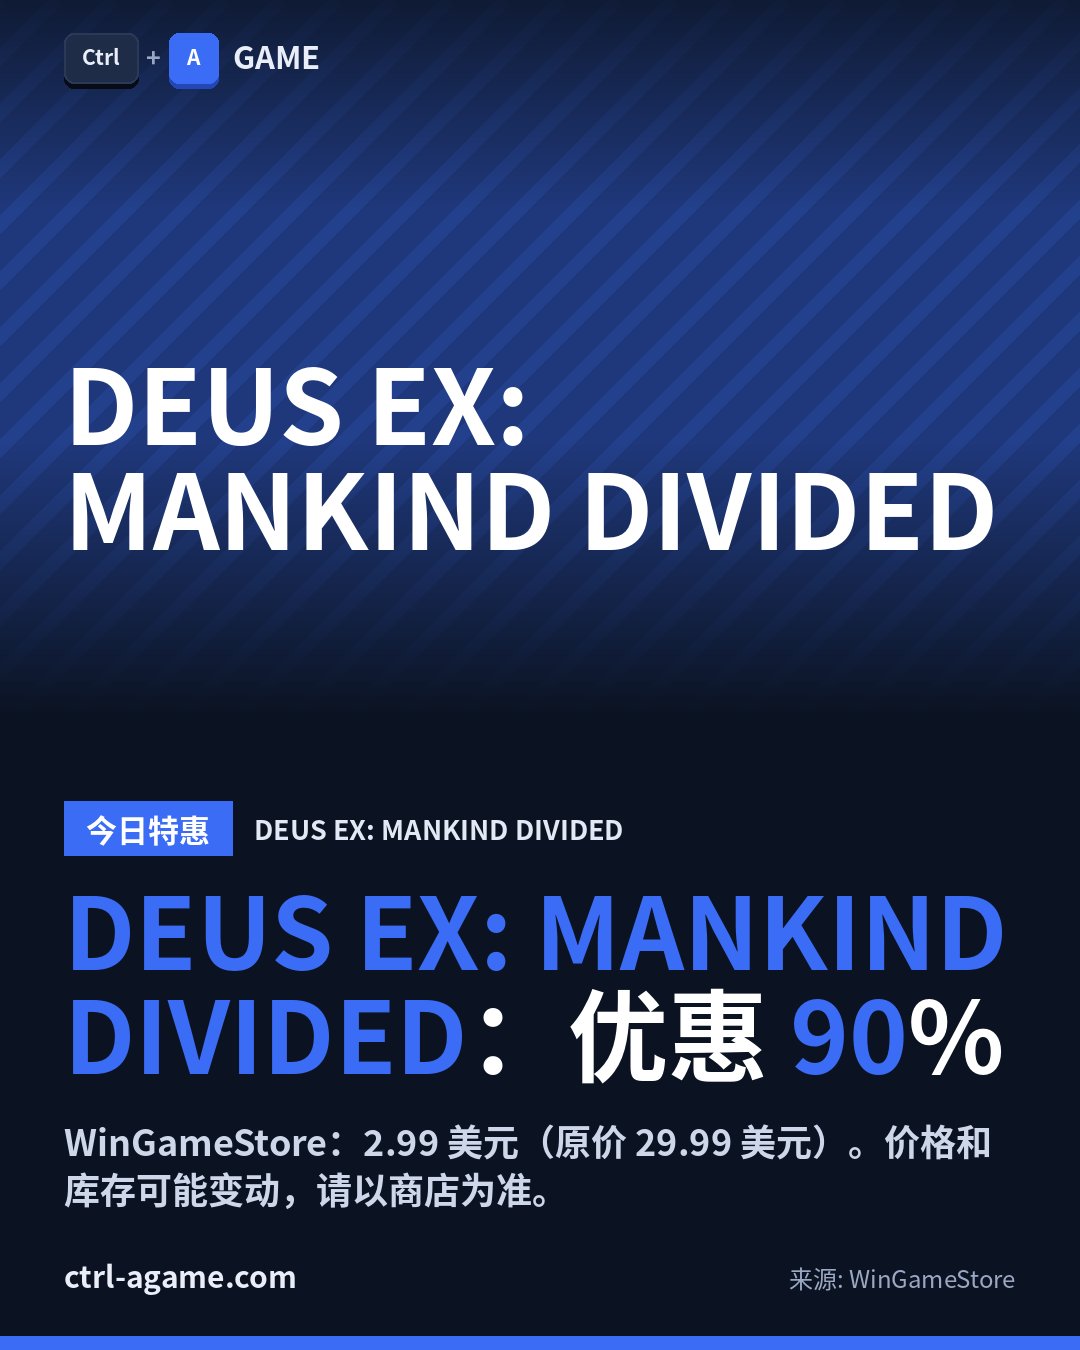 Ctrl + A GAME
DEUS EX:
MANKIND DIVIDED
今日特惠 DEUS EX: MANKIND DIVIDED
DEUS EX: MANKIND
DIVIDED：优惠 90%
WinGameStore：2.99 美元（原价 29.99 美元）。价格和
库存可能变动，请以商店为准。
ctrl-agame.com 来源: WinGameStore